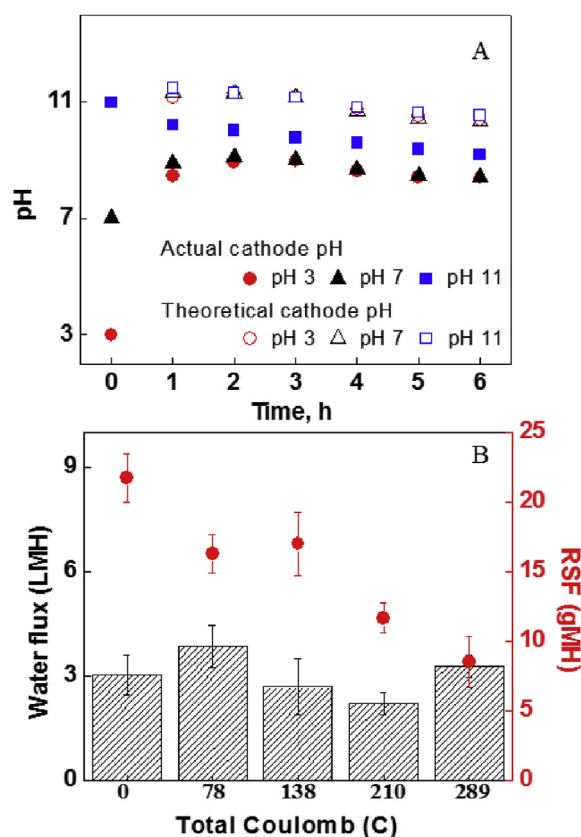 A
11
7
3
pH
Actual cathode pH
pH 3 pH 7 pH 11
Theoretical cathode pH
pH 3 pH 7 pH 11
0 1 2 3 4 5 6
Time, h
B
9
6
3
0
Water flux (LMH)
25
20
15
10
5
0
RSF (gMH)
0 78 138 210 289
Total Coulomb (C)